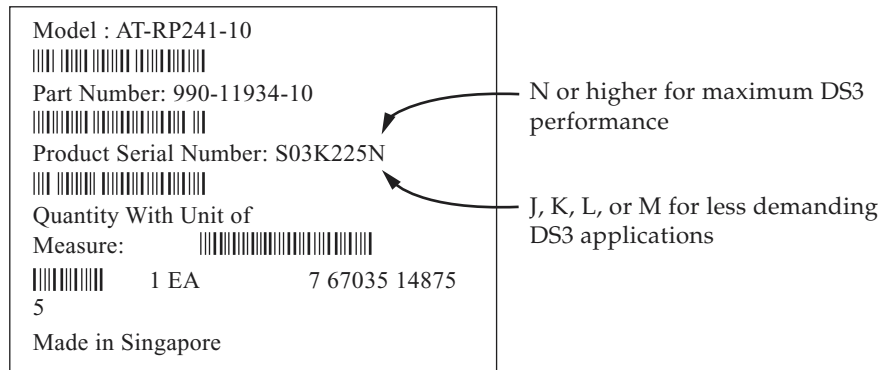 Model : AT-RP241-10
Part Number: 990-11934-10
Product Serial Number: S03K225N
Quantity With Unit of
Measure:
1 EA 7 67035 14875
5
Made in Singapore
N or higher for maximum DS3
performance
J, K, L, or M for less demanding
DS3 applications